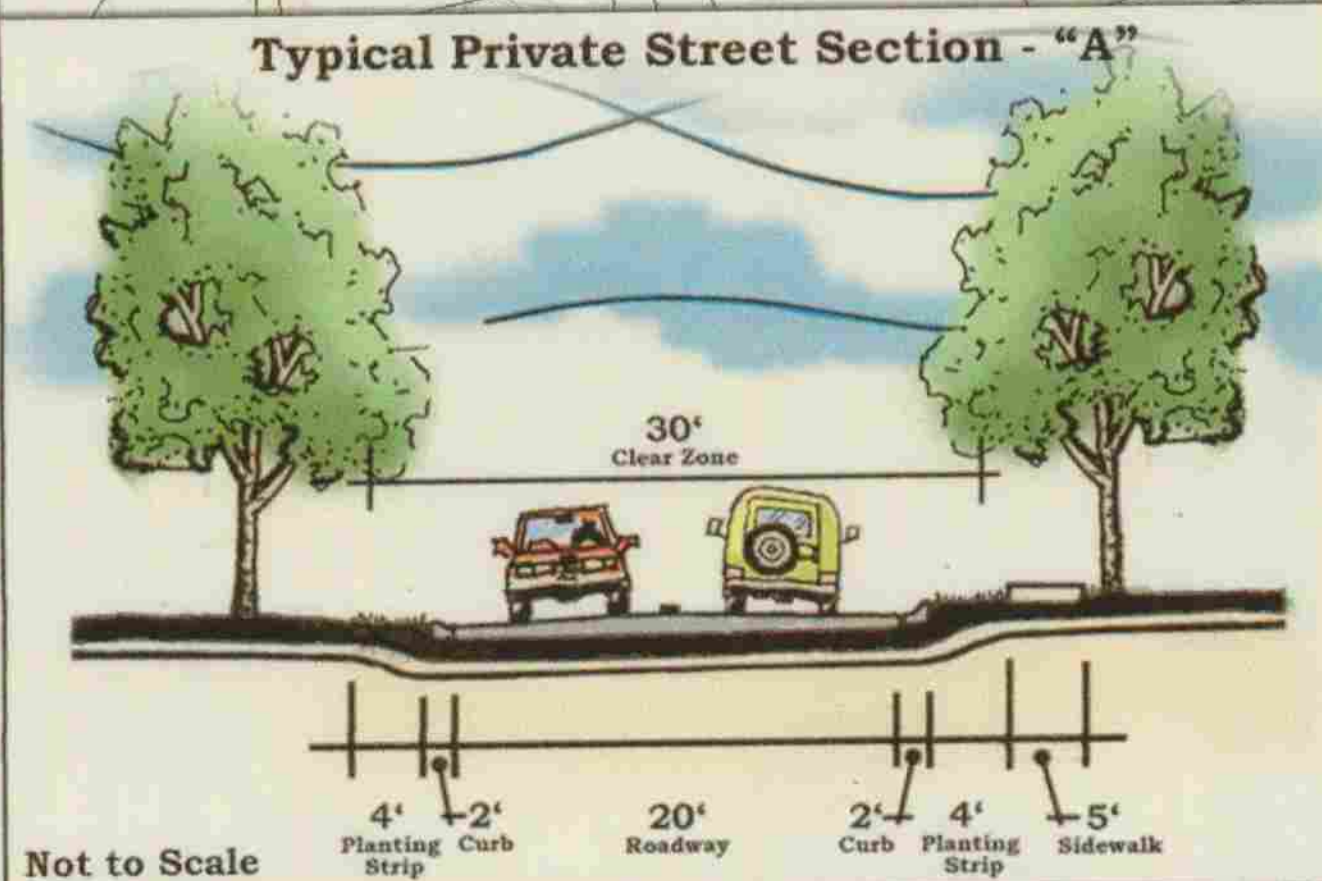 Typical Private Street Section - “A”
30‘
Clear Zone
4‘ 2‘ 20‘ 2‘ 4‘ 5‘
Planting Strip Curb Roadway Curb Planting Strip Sidewalk
Not to Scale